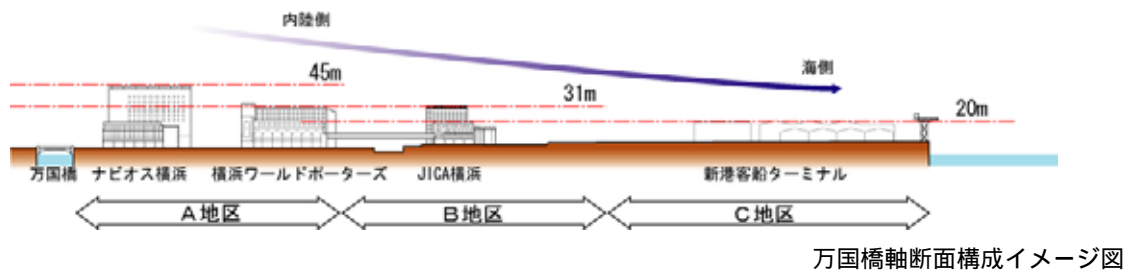 内陸側
海側
45m
31m
20m
万国橋
ナビオス横浜
横浜ワールドポーターズ
JICA横浜
新港客船ターミナル
A地区
B地区
C地区
万国橋軸断面構成イメージ図